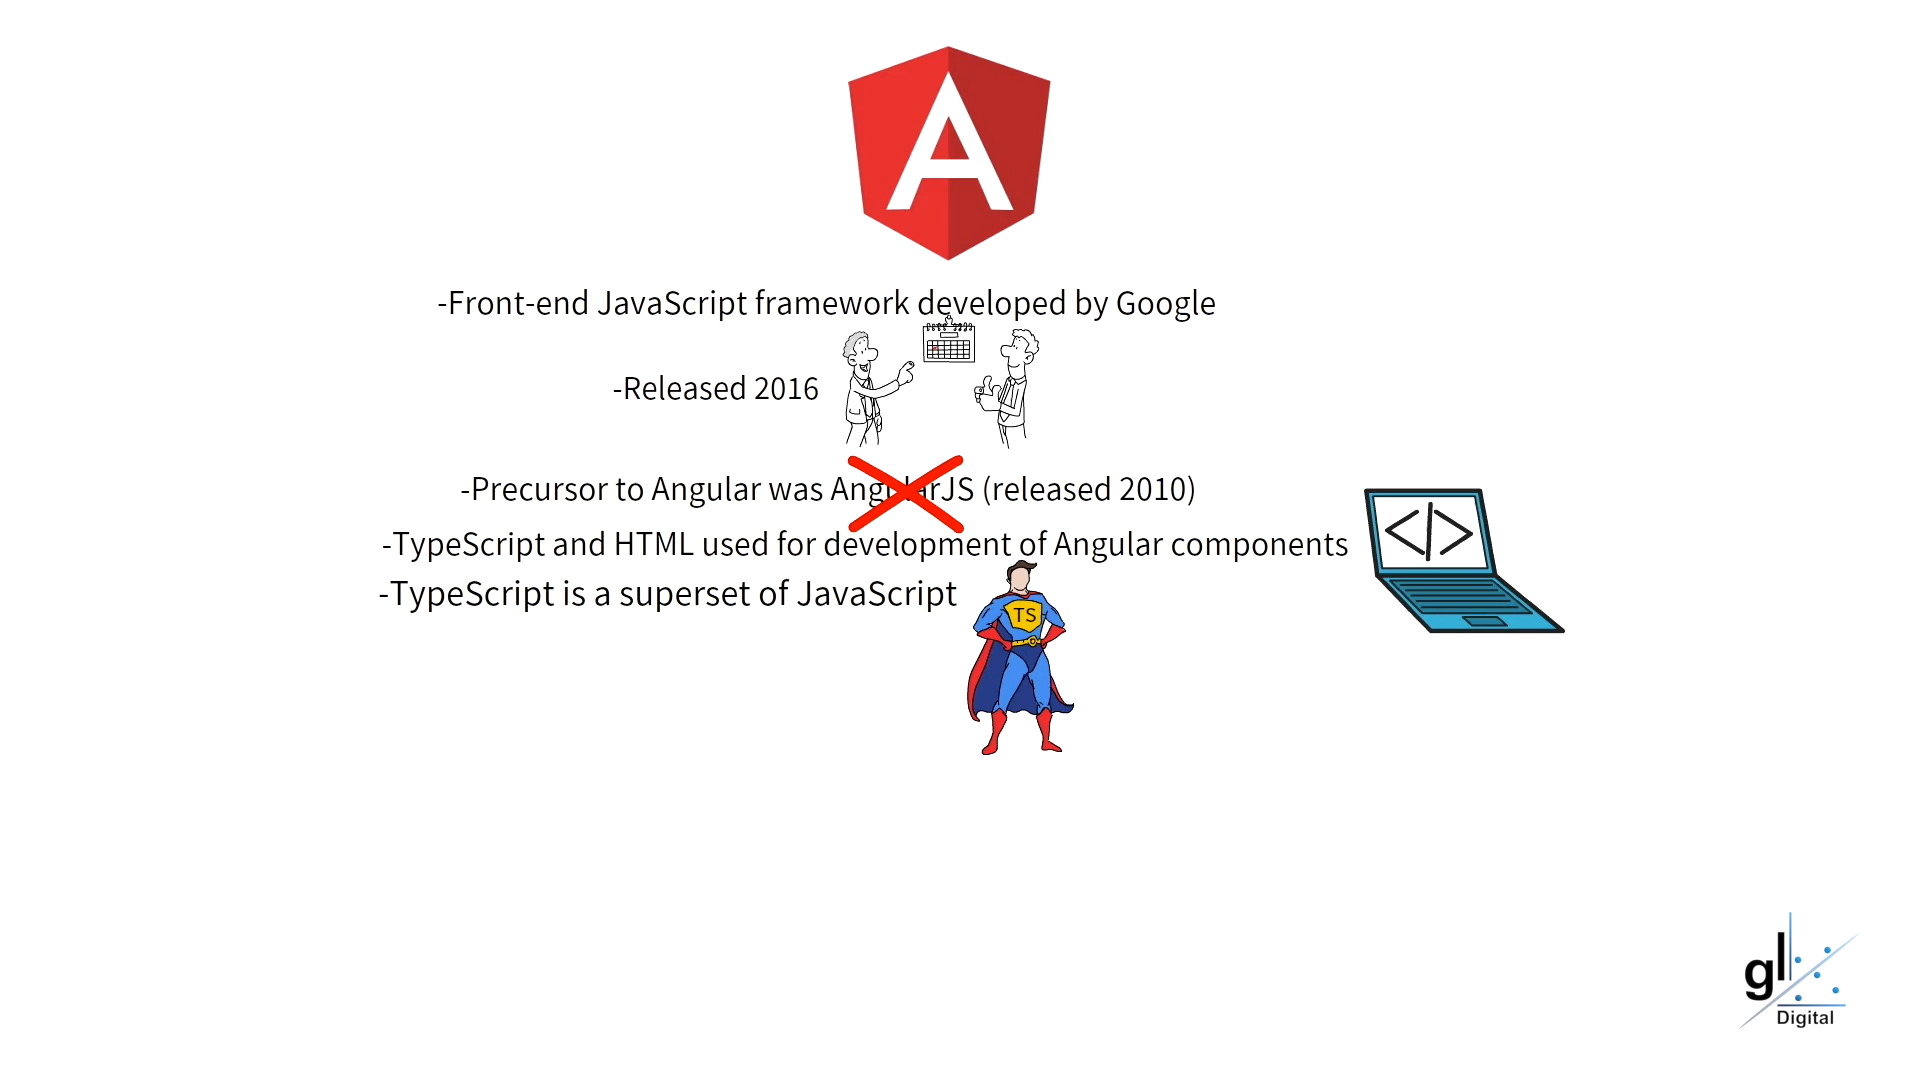 A
-Front-end JavaScript framework developed by Google
-Released 2016
-Precursor to Angular was AngularJS (released 2010)
-TypeScript and HTML used for development of Angular components
</>
-TypeScript is a superset of JavaScript
TS
gl
Digital